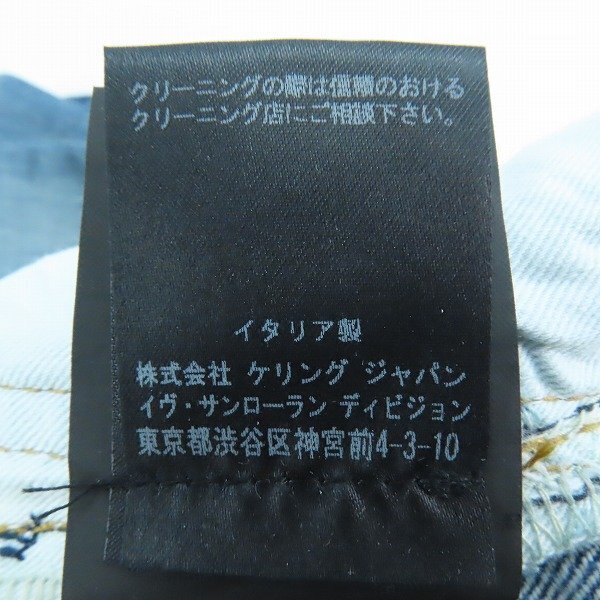 クリーニングの際は信頼のおける
クリーニング店にご相談下さい。
イタリア製
株式会社 ケリング ジャパン
イヴ・サンローラン ディビジョン
東京都渋谷区神宮前4-3-10